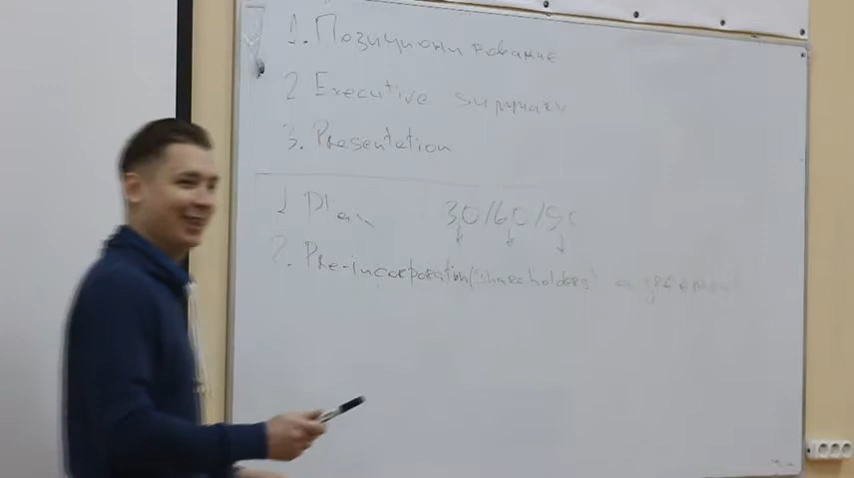 1. Позиционирование
2 Executive summary
3. Presentation
1 Plan 30/60/90
2. Pre-incorporation/"shareholders" agreement